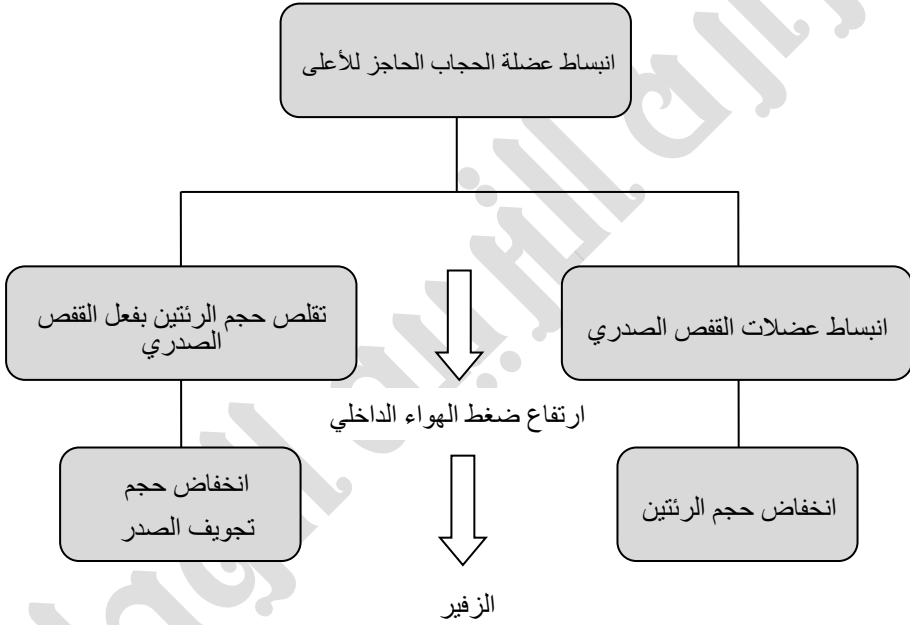 انبساط عضلة الحجاب الحاجز للأعلى
انبساط عضلات القفص الصدري
تقلص حجم الرئتين بفعل القفص
الصدري
ارتفاع ضغط الهواء الداخلي
انخفاض حجم الرئتين
انخفاض حجم
تجويف الصدر
الزفير